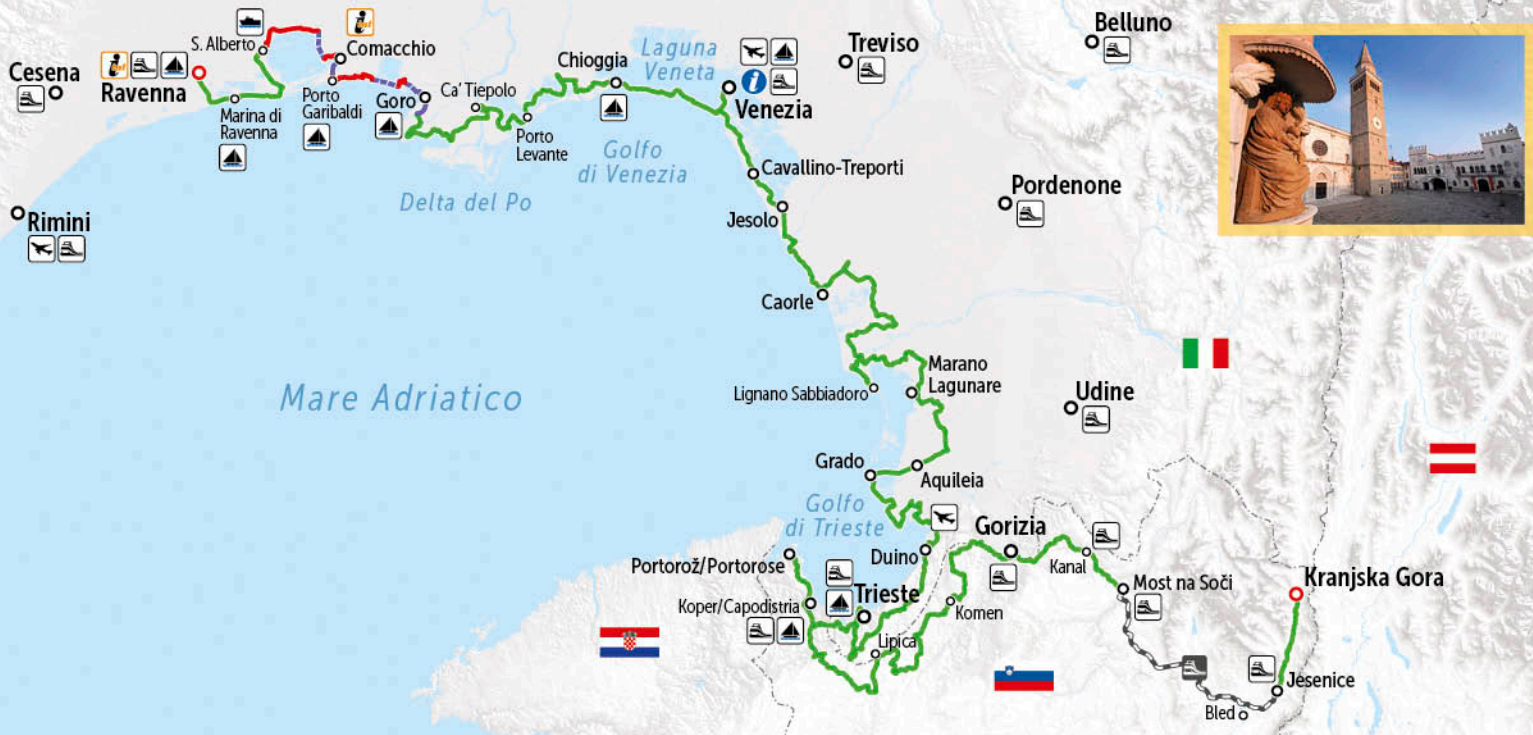 Belluno
Treviso
Laguna
Veneta
Chioggia
Comacchio
S. Alberto
Cesena
Ravenna
Marina di
Ravenna
Porto
Garibaldi
Goro
Ca' Tiepolo
Porto
Levante
Venezia
Golfo
di Venezia
Cavallino-Treporti
Delta del Po
Pordenone
Rimini
Jesolo
Caorle
Marano
Lagunare
Mare Adriatico
Lignano Sabbiadoro
Udine
Grado
Aquileia
Golfo
di Trieste
Gorizia
Duino
Kanal
Portorož/Portorose
Most na Soči
Kranjska Gora
Trieste
Koper/Capodistria
Komen
Lipica
Jesenice
Bled